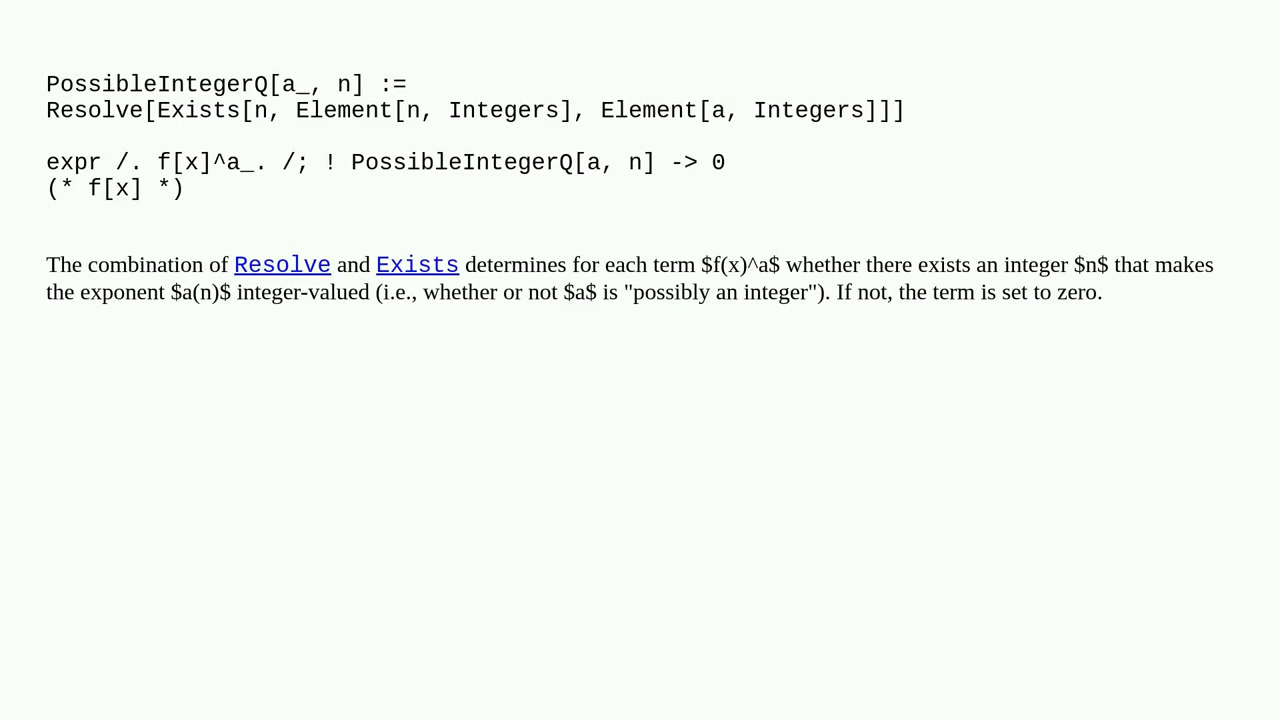 PossibleIntegerQ[a_, n] :=
Resolve[Exists[n, Element[n, Integers], Element[a, Integers]]]
expr /. f[x]^a_. /; ! PossibleIntegerQ[a, n] -> 0
(* f[x] *)
The combination of Resolve and Exists determines for each term $f(x)^a$ whether there exists an integer $n$ that makes
the exponent $a(n)$ integer-valued (i.e., whether or not $a$ is "possibly an integer"). If not, the term is set to zero.